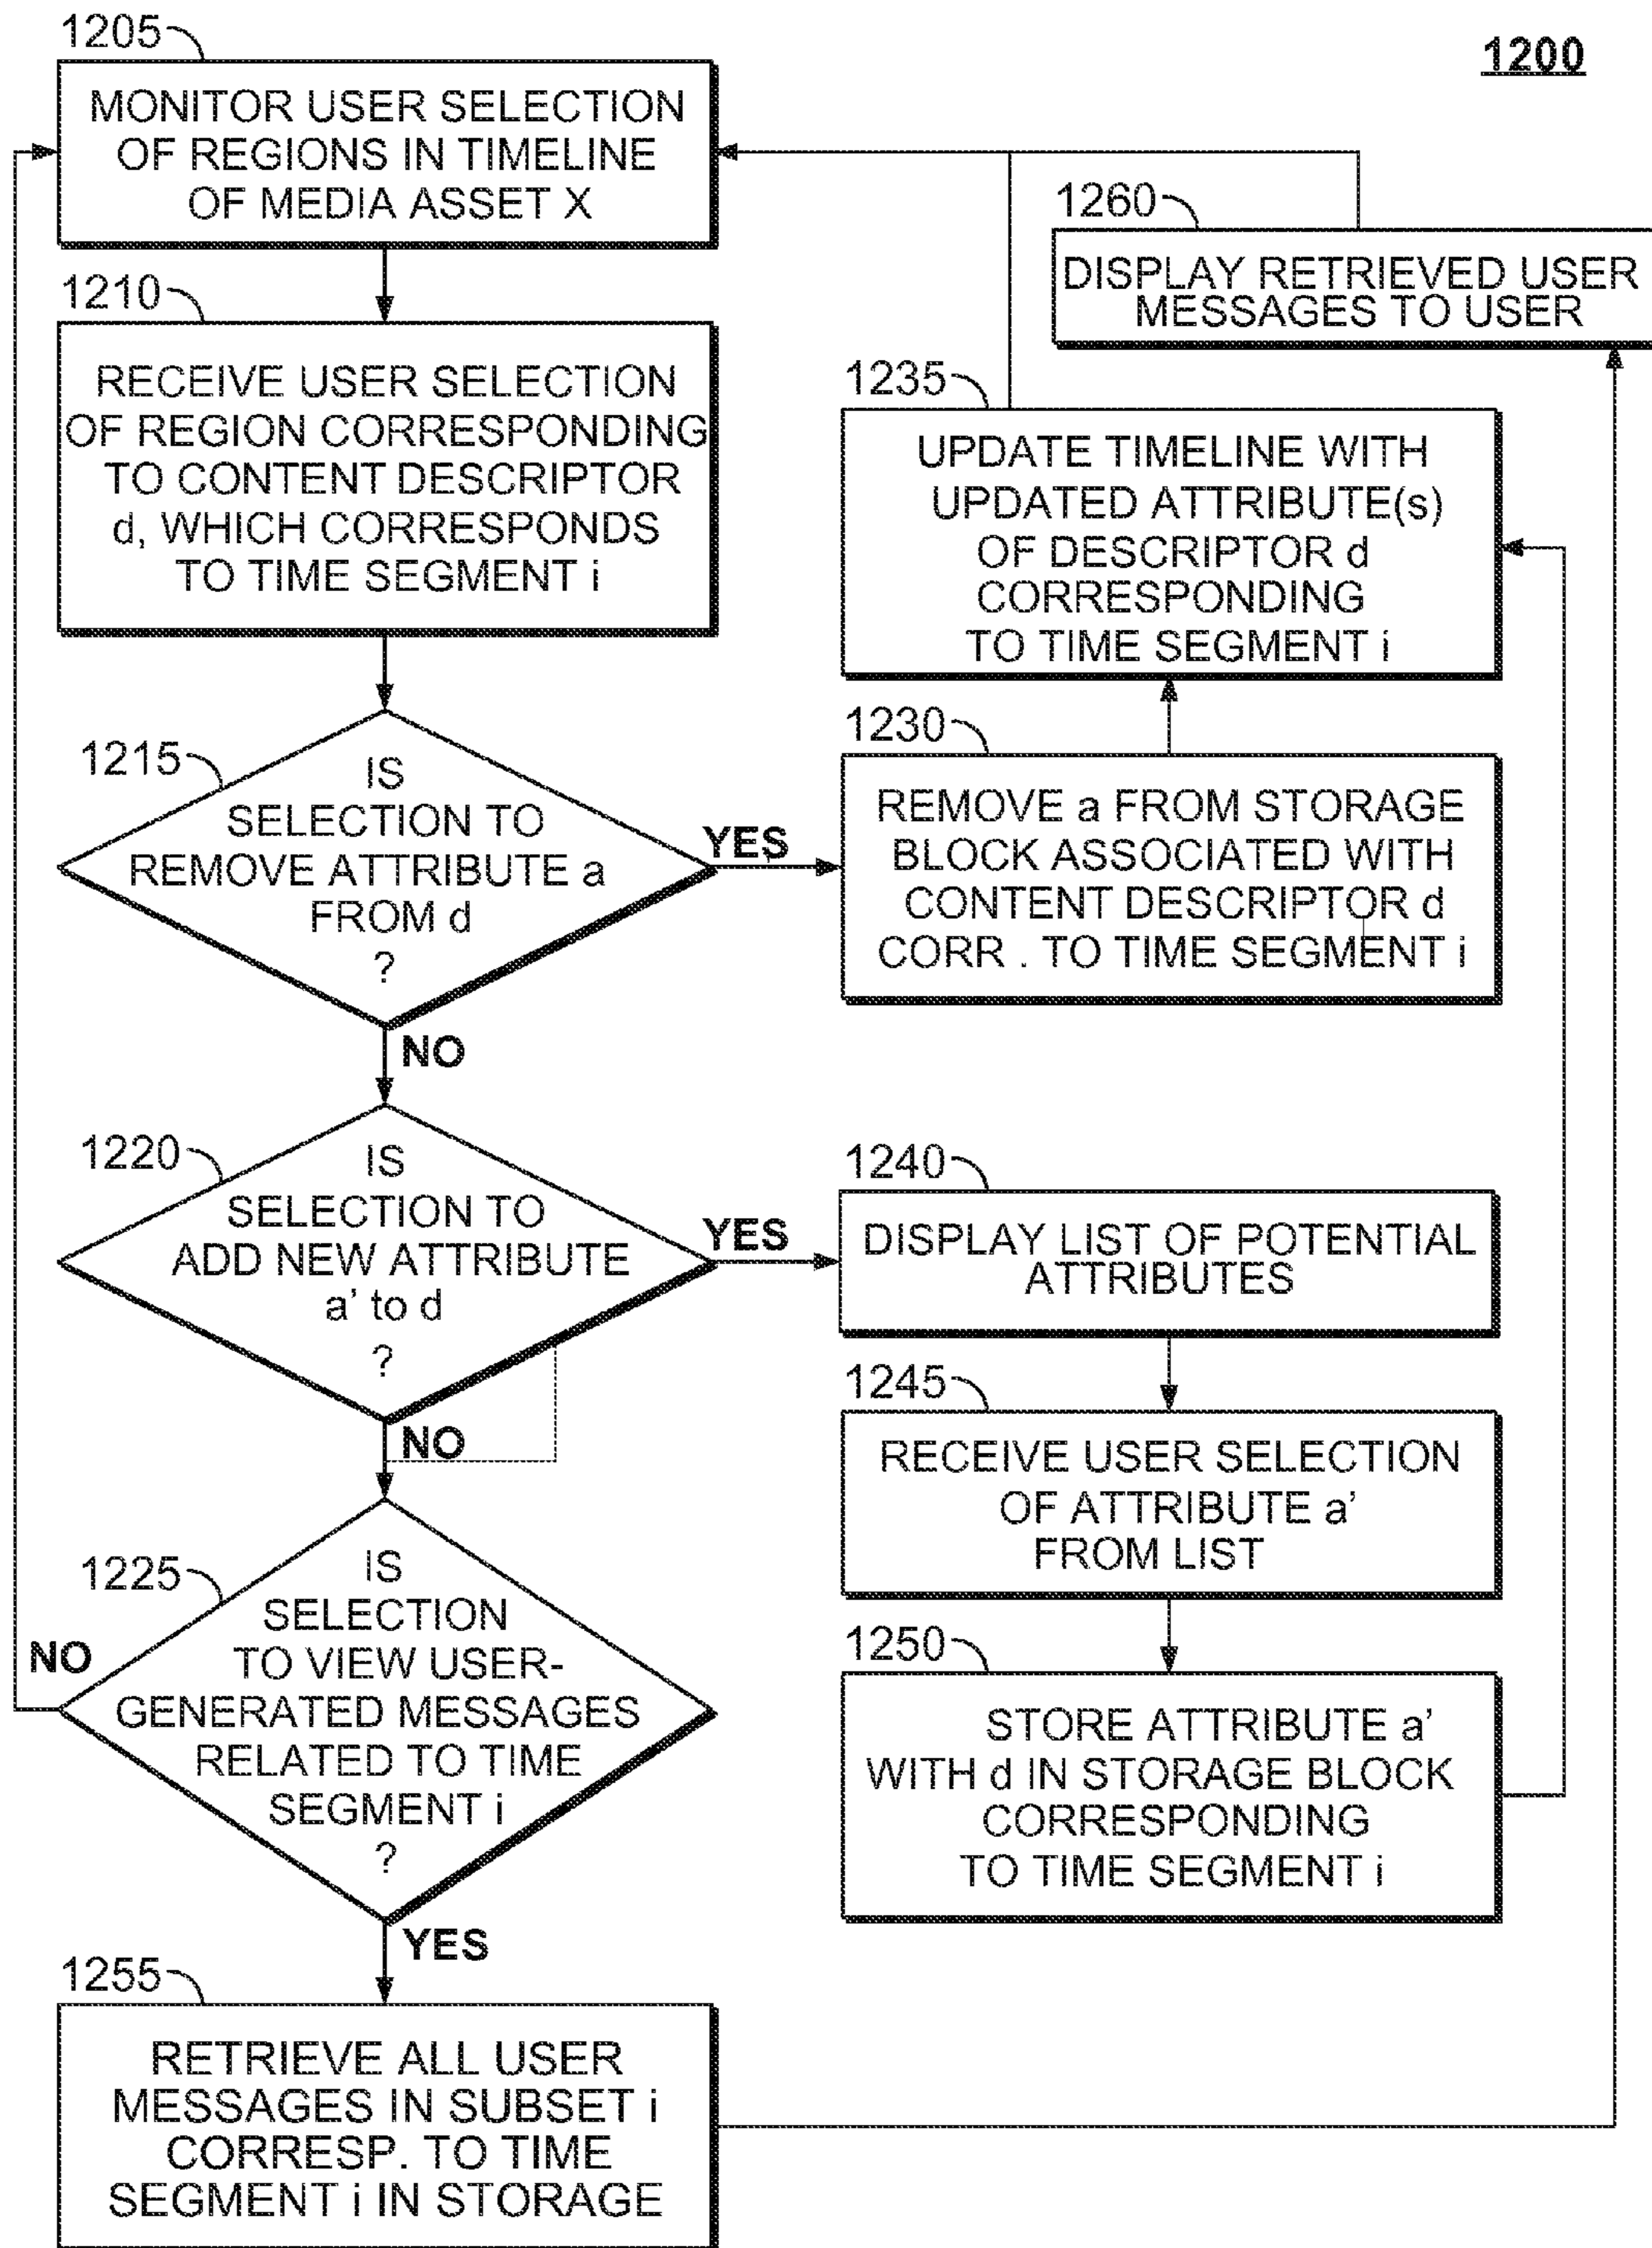 1200
1205
MONITOR USER SELECTION
OF REGIONS IN TIMELINE
OF MEDIA ASSET X
1210
RECEIVE USER SELECTION
OF REGION CORRESPONDING
TO CONTENT DESCRIPTOR
d, WHICH CORRESPONDS
TO TIME SEGMENT i
1215
IS
SELECTION TO
REMOVE ATTRIBUTE a
FROM d
?
YES
NO
1220
IS
SELECTION TO
ADD NEW ATTRIBUTE
a' to d
?
YES
NO
1225
IS
SELECTION
TO VIEW USER-
GENERATED MESSAGES
RELATED TO TIME
SEGMENT i
?
NO
YES
1255
RETRIEVE ALL USER
MESSAGES IN SUBSET i
CORRESP. TO TIME
SEGMENT i IN STORAGE
1260
DISPLAY RETRIEVED USER
MESSAGES TO USER
1235
UPDATE TIMELINE WITH
UPDATED ATTRIBUTE(s)
OF DESCRIPTOR d
CORRESPONDING
TO TIME SEGMENT i
1230
REMOVE a FROM STORAGE
BLOCK ASSOCIATED WITH
CONTENT DESCRIPTOR d
CORR . TO TIME SEGMENT i
1240
DISPLAY LIST OF POTENTIAL
ATTRIBUTES
1245
RECEIVE USER SELECTION
OF ATTRIBUTE a'
FROM LIST
1250
STORE ATTRIBUTE a'
WITH d IN STORAGE BLOCK
CORRESPONDING
TO TIME SEGMENT i